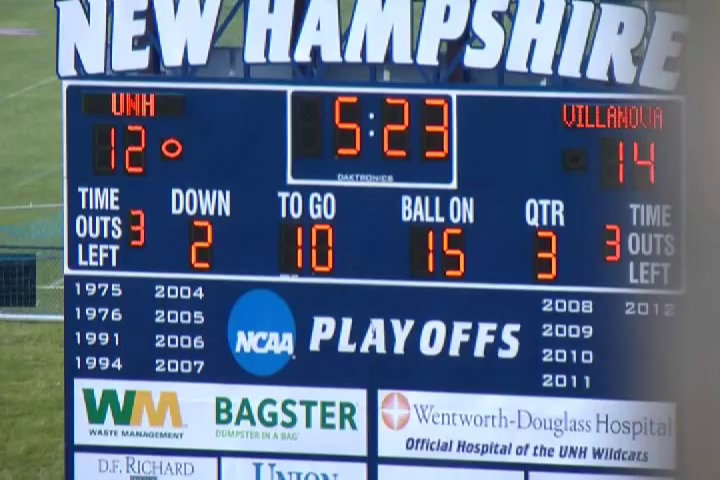 NEW HAMPSHIRE
UNH 5:23 VILLANOVA
12 14
DAKTRONICS
TIME OUTS LEFT 3 DOWN 2 TO GO 10 BALL ON 15 QTR 3 3 TIME OUTS LEFT
1975 2004 2008 2012
1976 2005 2009
1991 2006 2010
1994 2007 2011
NCAA PLAYOFFS
WM BAGSTER Wentworth-Douglass Hospital
WASTE MANAGEMENT DUMPSTER IN A BAG Official Hospital of the UNH Wildcats
D.F. RICHARD UNION